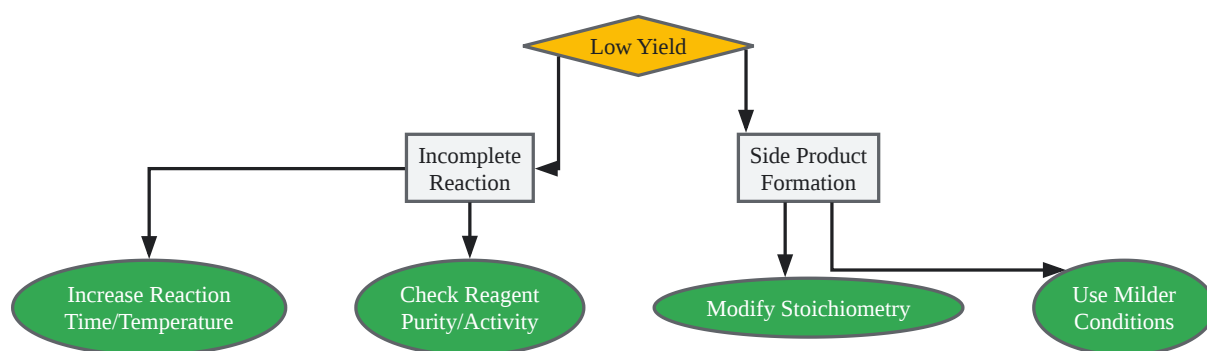 Low Yield
Incomplete
Reaction
Side Product
Formation
Increase Reaction
Time/Temperature
Check Reagent
Purity/Activity
Modify Stoichiometry
Use Milder
Conditions